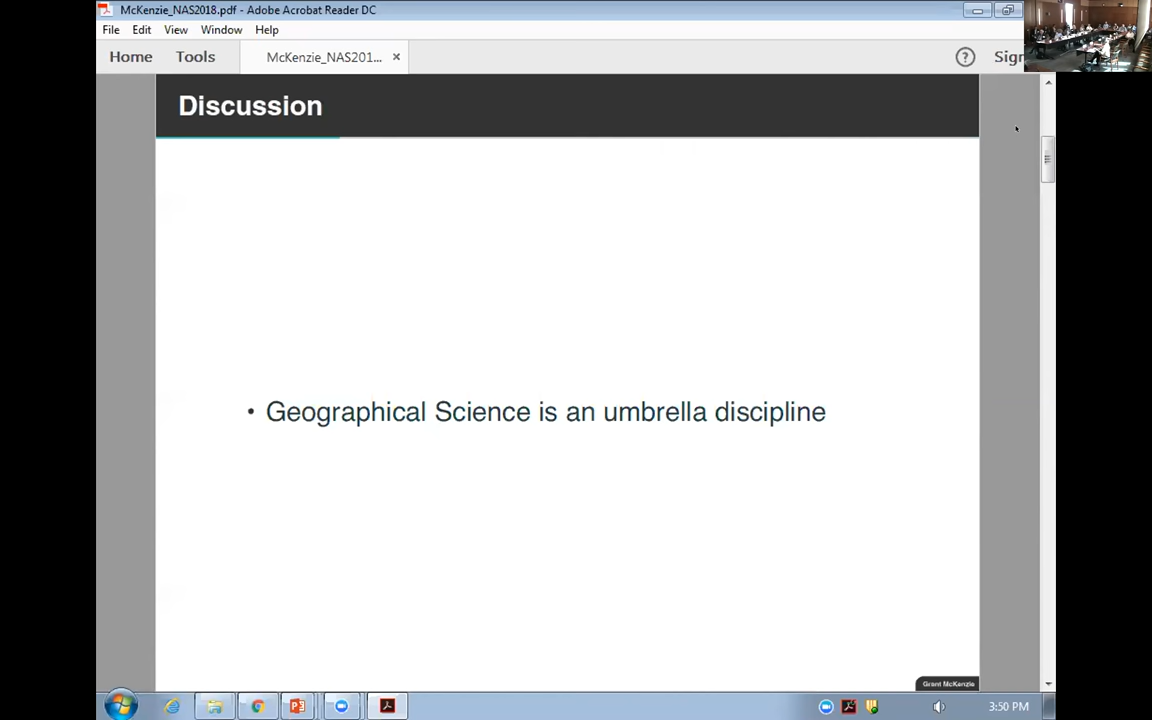 McKenzie_NAS2018.pdf - Adobe Acrobat Reader DC
File Edit View Window Help
Home Tools McKenzie_NAS201... × ? Sign
Discussion
• Geographical Science is an umbrella discipline
Grant McKenzie
3:50 PM